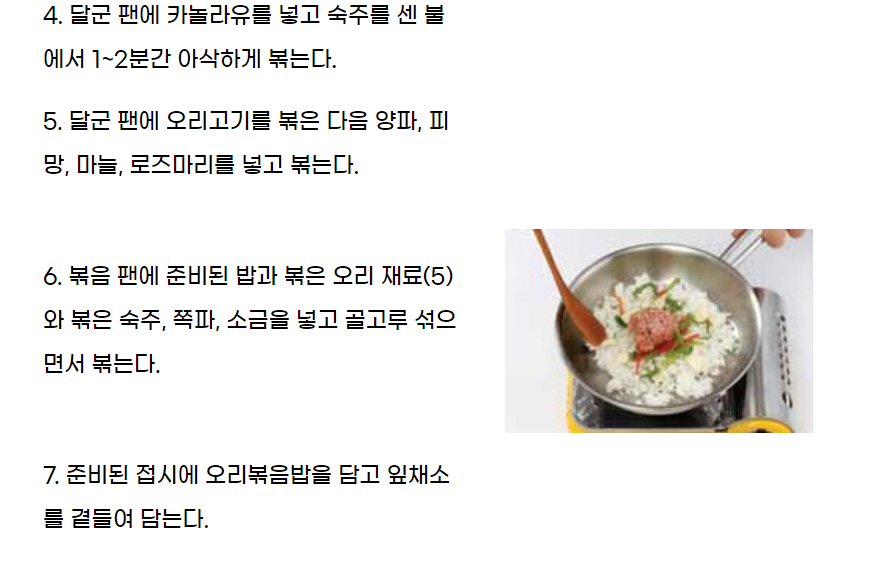 4. 달군 팬에 카놀라유를 넣고 숙주를 센 불
에서 1~2분간 아삭하게 볶는다.
5. 달군 팬에 오리고기를 볶은 다음 양파, 피
망, 마늘, 로즈마리를 넣고 볶는다.
6. 볶음 팬에 준비된 밥과 볶은 오리 재료(5)
와 볶은 숙주, 쪽파, 소금을 넣고 골고루 섞으
면서 볶는다.
7. 준비된 접시에 오리볶음밥을 담고 잎채소
를 곁들여 담는다.